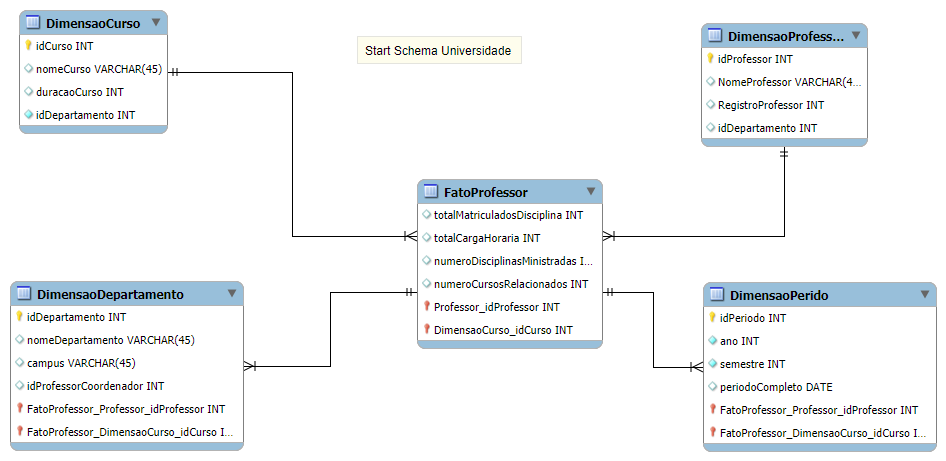 DimensaoCurso
idCurso INT
nomeCurso VARCHAR(45)
duracaoCurso INT
idDepartamento INT
Start Schema Universidade
DimensaoProfess...
idProfessor INT
NomeProfessor VARCHAR(4...
RegistroProfessor INT
idDepartamento INT
FatoProfessor
totalMatriculadosDisciplina INT
totalCargaHoraria INT
numeroDisciplinasMinistradas I...
numeroCursosRelacionados INT
Professor_idProfessor INT
DimensaoCurso_idCurso INT
DimensaoDepartamento
idDepartamento INT
nomeDepartamento VARCHAR(45)
campus VARCHAR(45)
idProfessorCoordenador INT
FatoProfessor_Professor_idProfessor INT
FatoProfessor_DimensaoCurso_idCurso I...
DimensaoPerido
idPeriodo INT
ano INT
semestre INT
periodoCompleto DATE
FatoProfessor_Professor_idProfessor INT
FatoProfessor_DimensaoCurso_idCurso I...